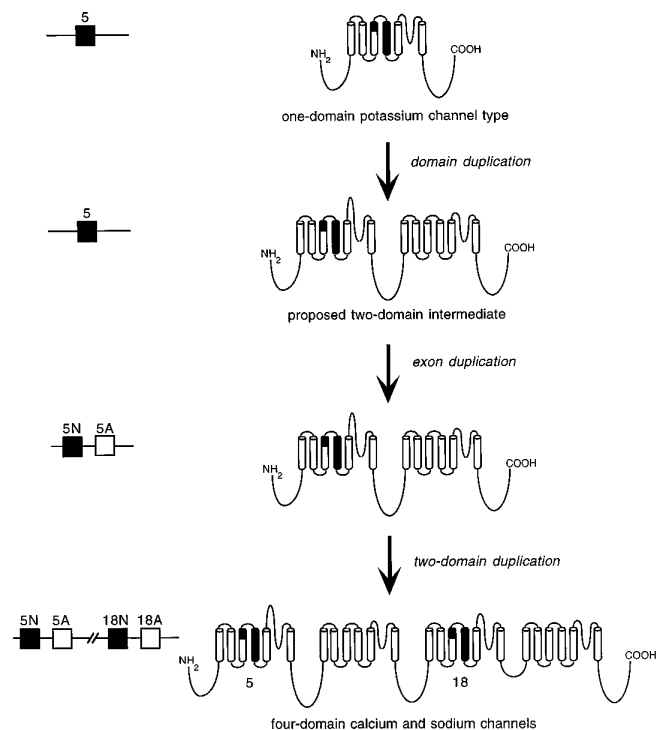 5
NH2
COOH
one-domain potassium channel type
domain duplication
5
NH2
COOH
proposed two-domain intermediate
exon duplication
5N 5A
NH2
COOH
two-domain duplication
5N 5A 18N 18A
NH2
COOH
5 18
four-domain calcium and sodium channels